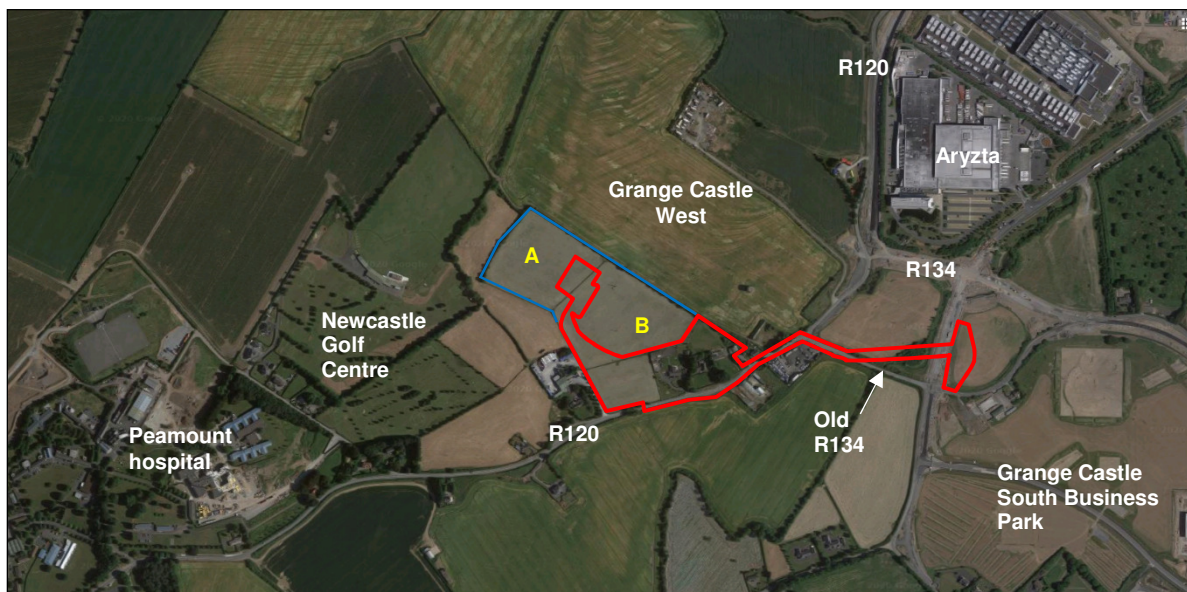 R120
Aryzta
Grange Castle
West
A
R134
B
Newcastle
Golf
Centre
Old
R134
R120
Peamount
hospital
Grange Castle
South Business
Park